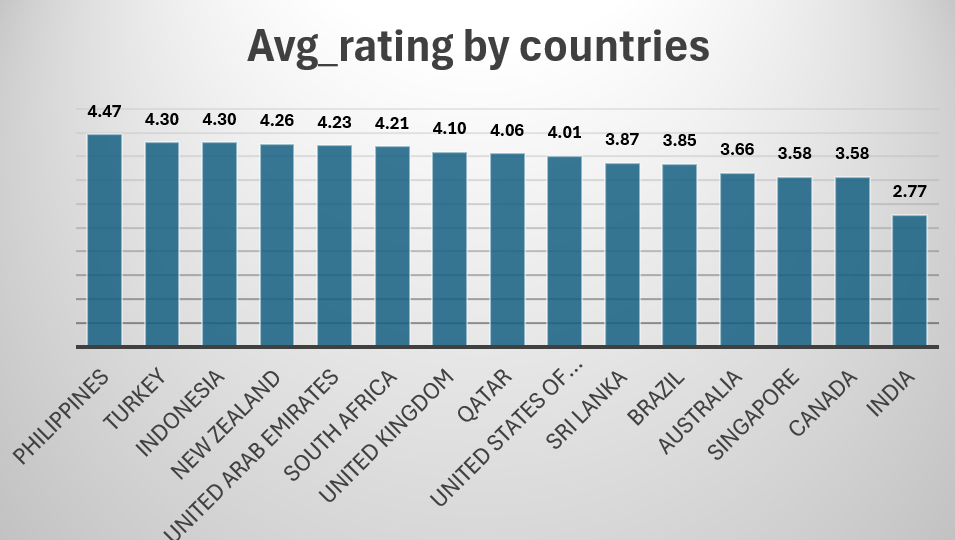 Avg_rating by countries
4.47
4.30
4.30
4.26
4.23
4.21
4.10
4.06
4.01
3.87
3.85
3.66
3.58
3.58
2.77
PHILIPPINES
TURKEY
INDONESIA
NEW ZEALAND
UNITED ARAB EMIRATES
SOUTH AFRICA
UNITED KINGDOM
QATAR
UNITED STATES OF…
SRI LANKA
BRAZIL
AUSTRALIA
SINGAPORE
CANADA
INDIA